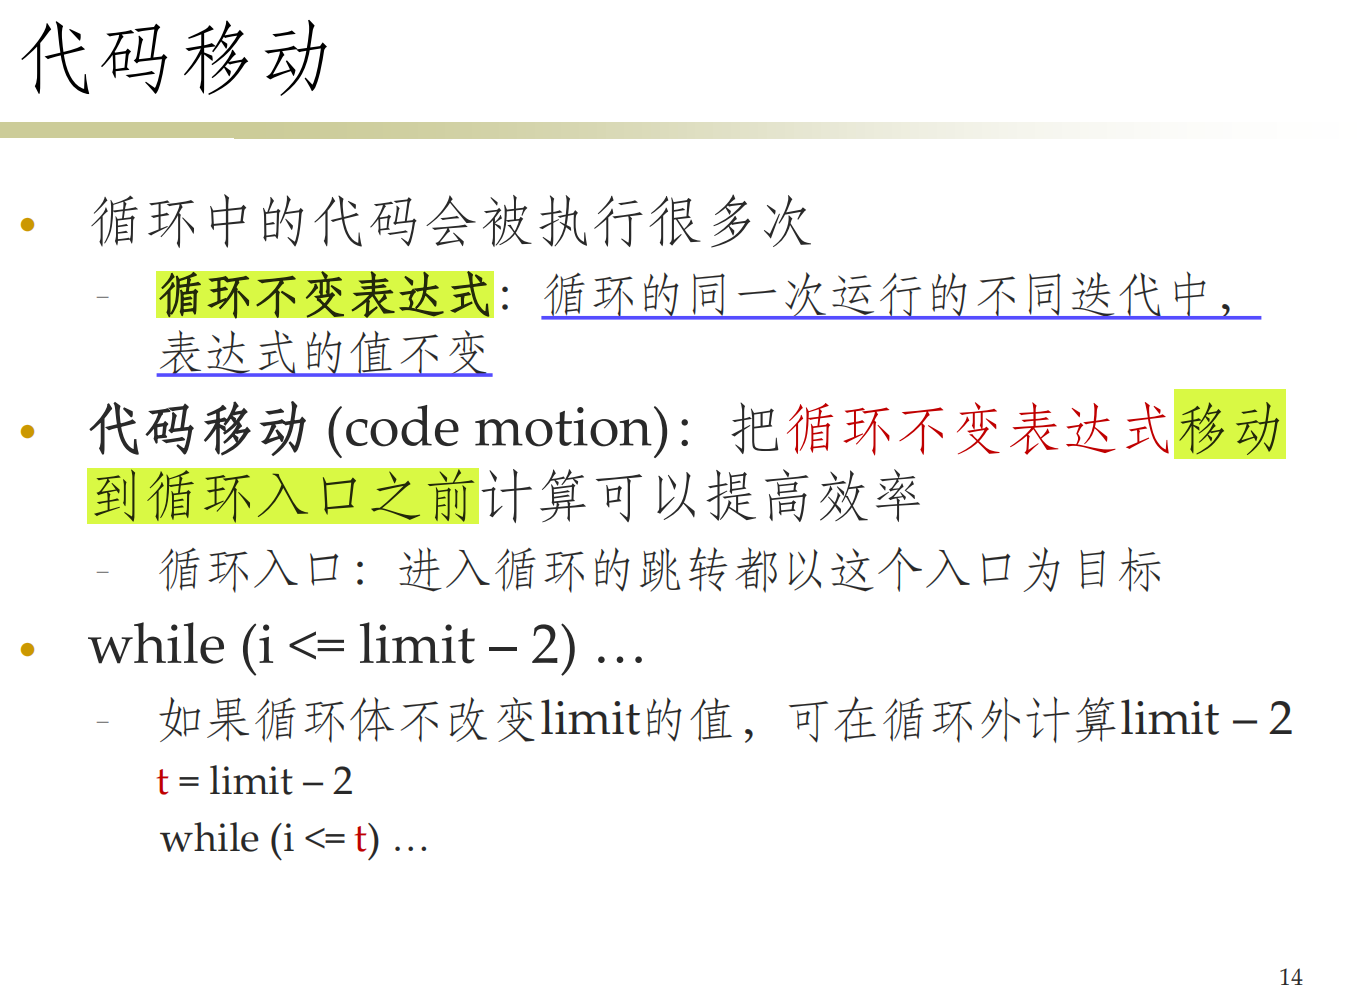 代码移动
• 循环中的代码会被执行很多次
– 循环不变表达式：循环的同一次运行的不同迭代中，
表达式的值不变
• 代码移动 (code motion)：把循环不变表达式移动
到循环入口之前计算可以提高效率
– 循环入口：进入循环的跳转都以这个入口为目标
• while (i <= limit – 2) …
– 如果循环体不改变limit的值，可在循环外计算limit – 2
t = limit – 2
while (i <= t) …
14